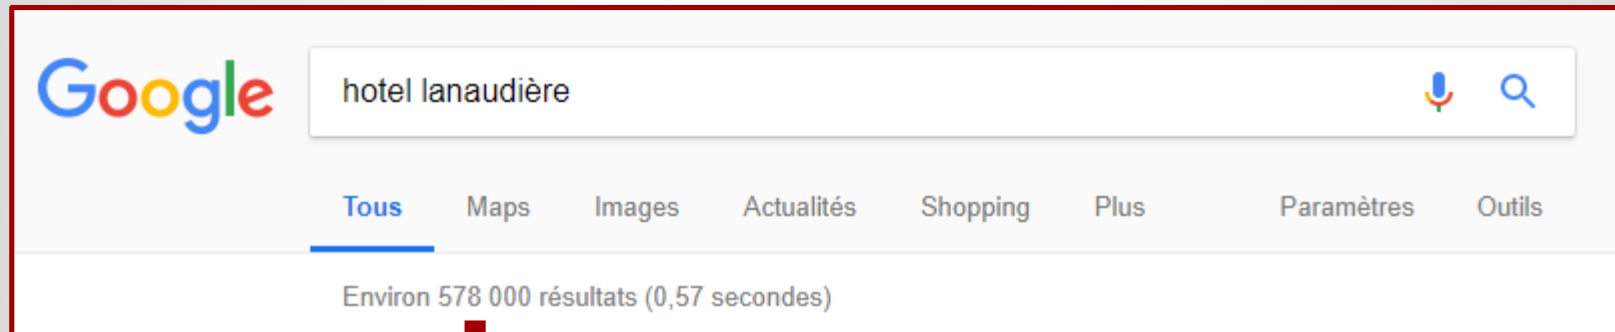 Google
hotel lanaudière
Tous Maps Images Actualités Shopping Plus Paramètres Outils
Environ 578 000 résultats (0,57 secondes)